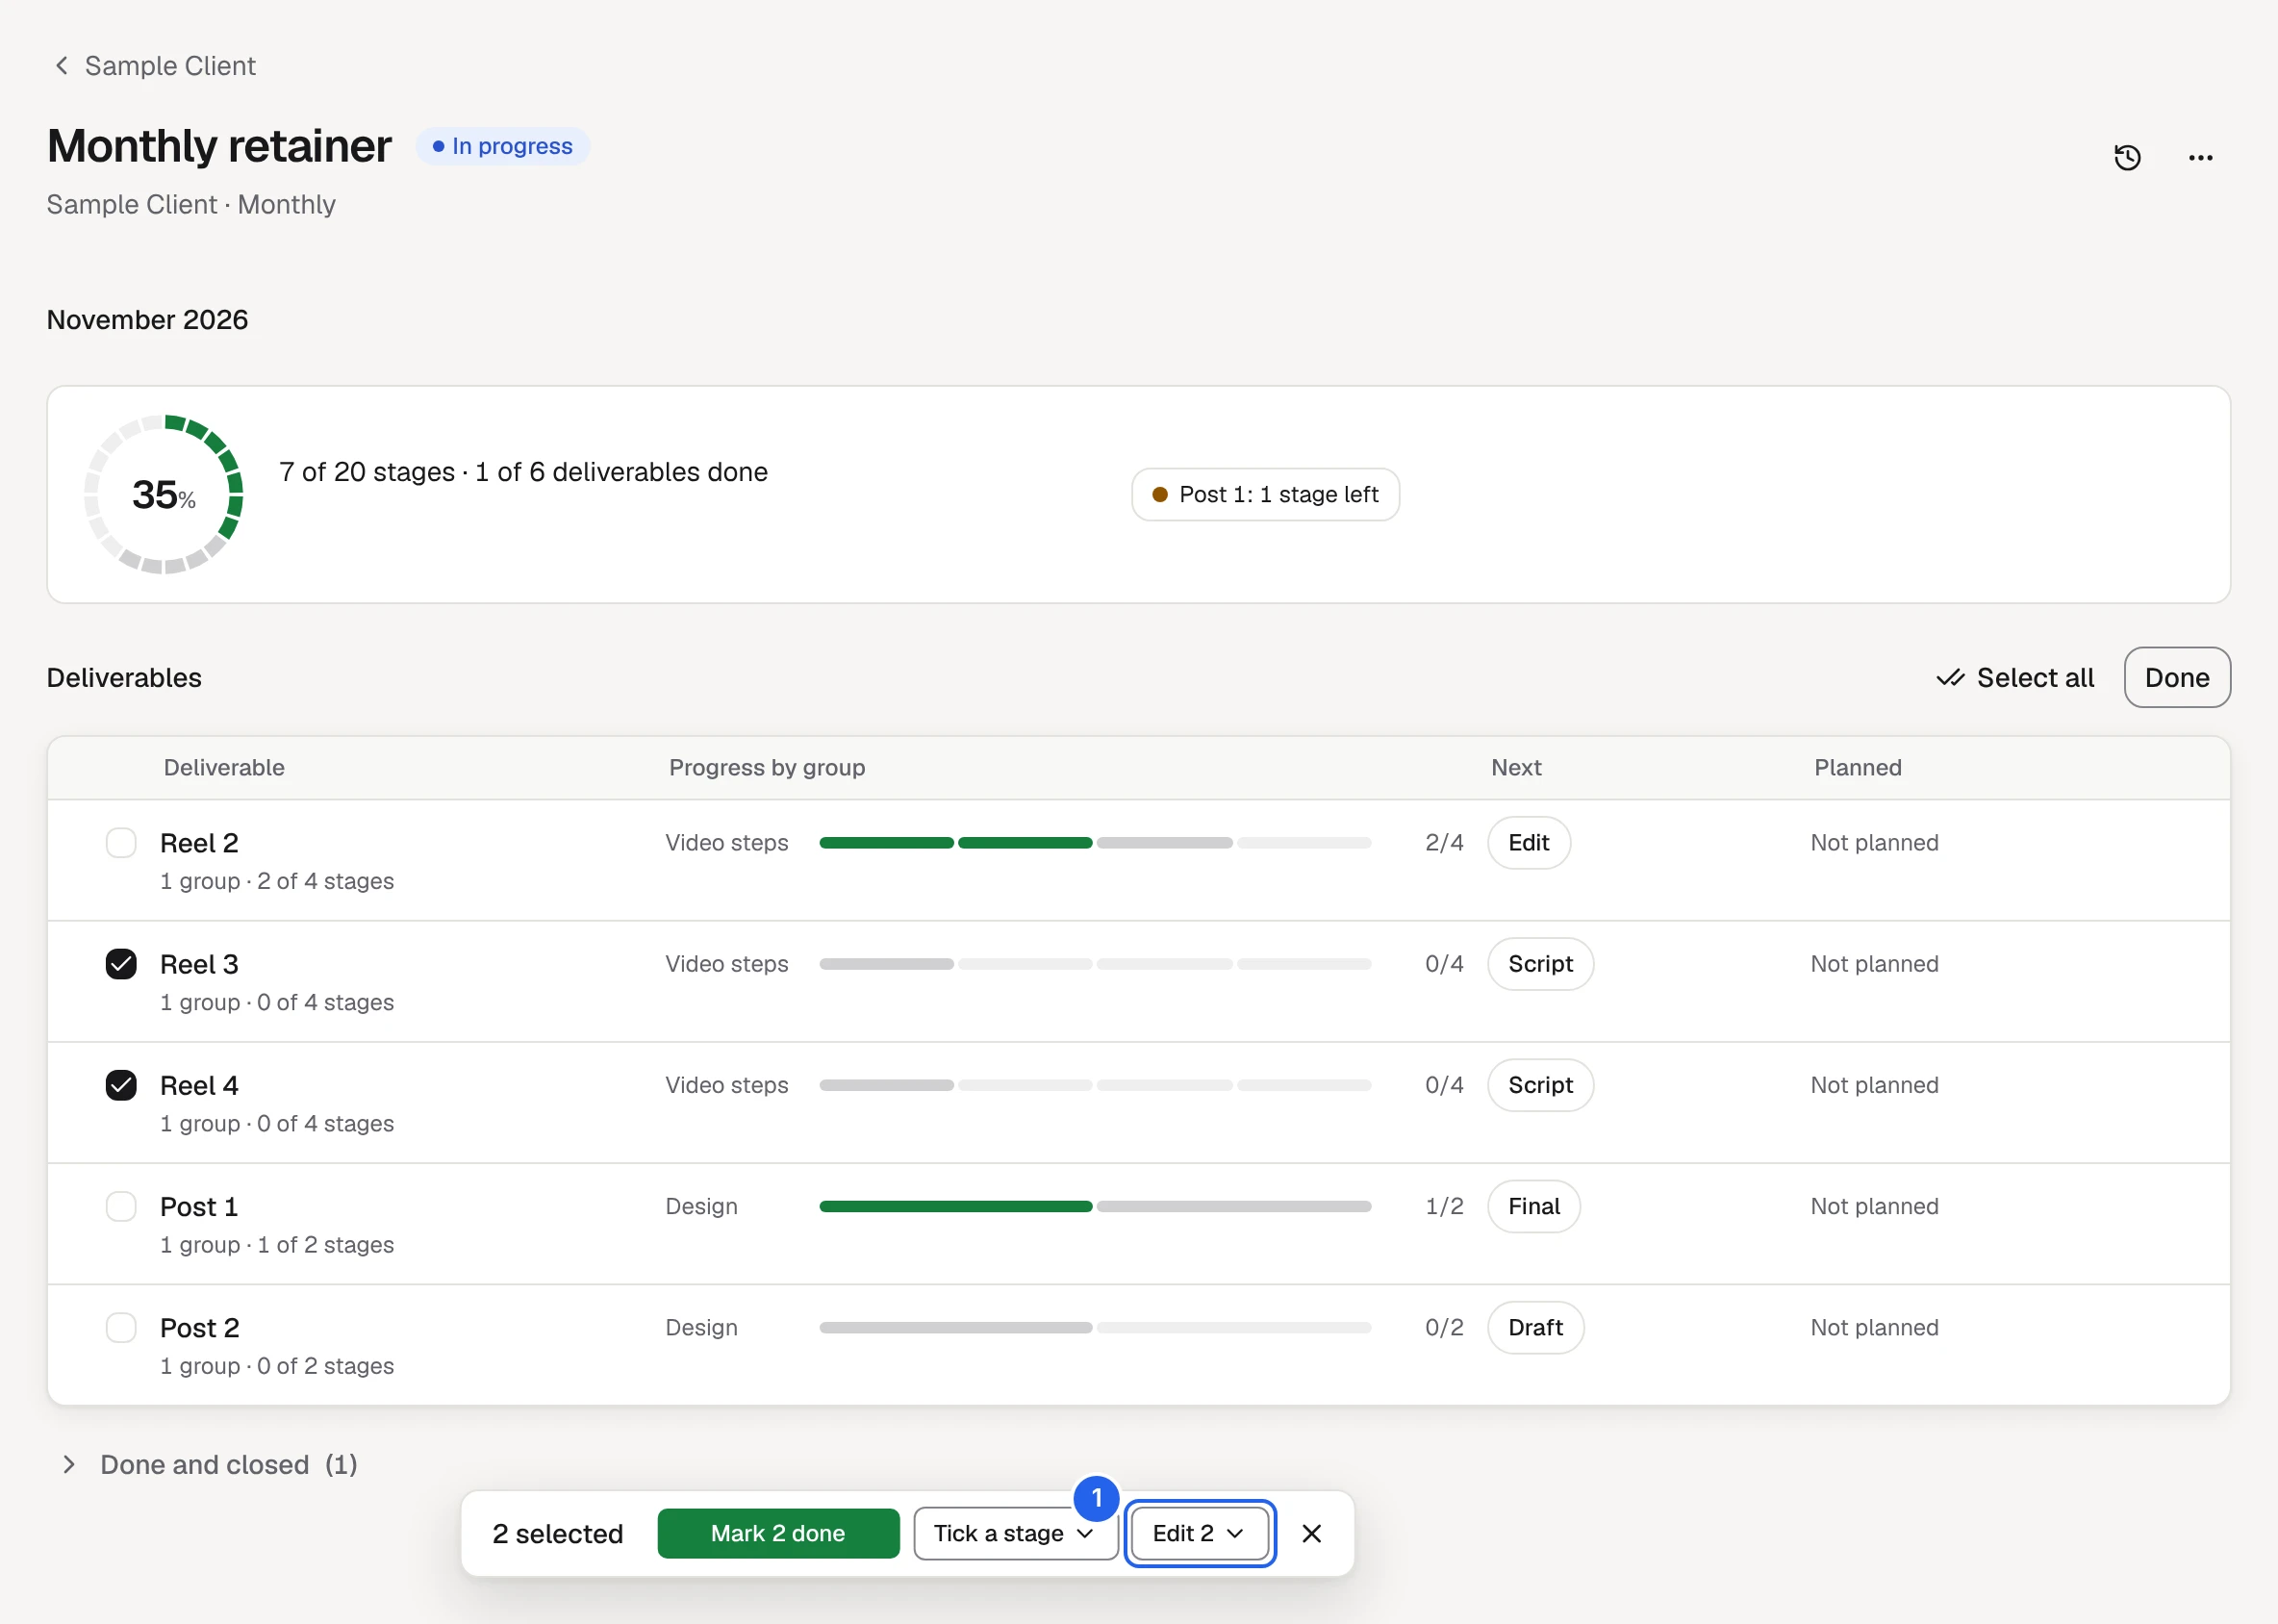 Sample Client
Monthly retainer
In progress
Sample Client · Monthly
November 2026
35%
7 of 20 stages · 1 of 6 deliverables done
Post 1: 1 stage left
Deliverables
Select all
Done
Deliverable Progress by group Next Planned
Reel 2 Video steps 2/4 Edit Not planned
1 group · 2 of 4 stages
Reel 3 Video steps 0/4 Script Not planned
1 group · 0 of 4 stages
Reel 4 Video steps 0/4 Script Not planned
1 group · 0 of 4 stages
Post 1 Design 1/2 Final Not planned
1 group · 1 of 2 stages
Post 2 Design 0/2 Draft Not planned
1 group · 0 of 2 stages
Done and closed (1)
1
2 selected Mark 2 done Tick a stage Edit 2